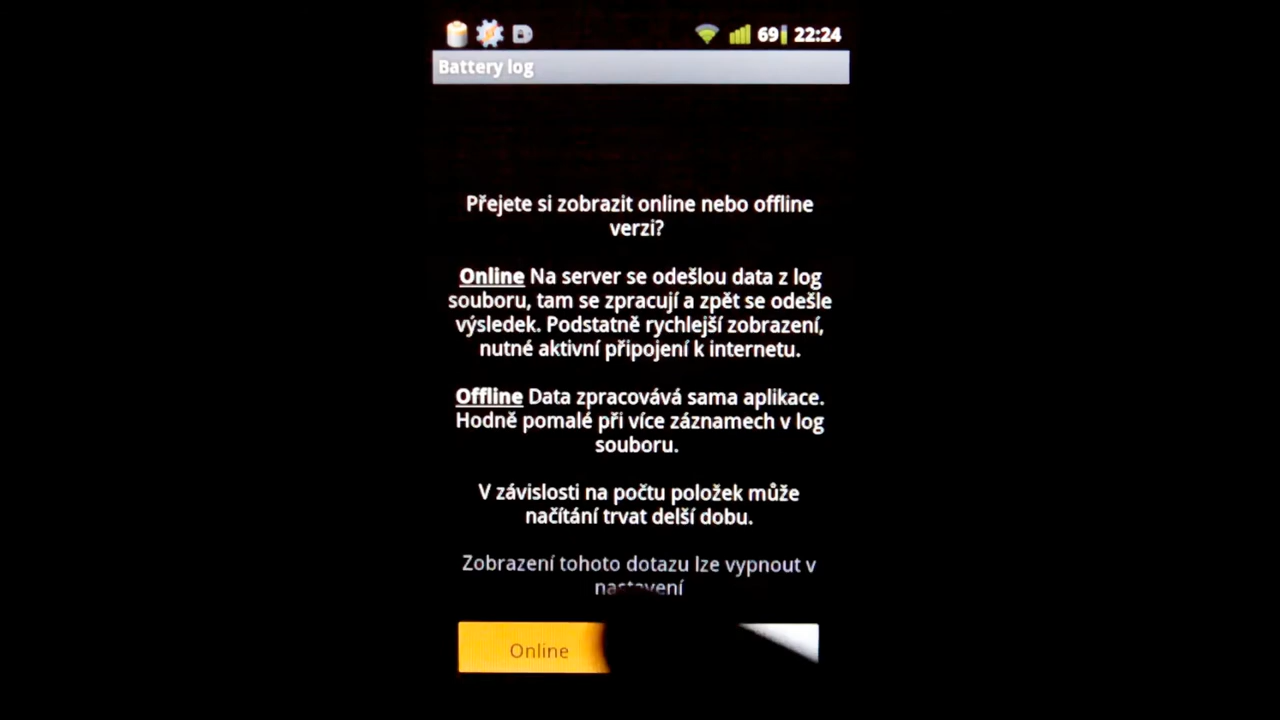 69 22:24
Battery log
Přejete si zobrazit online nebo offline
verzi?
Online Na server se odešlou data z log
souboru, tam se zpracují a zpět se odešle
výsledek. Podstatně rychlejší zobrazení,
nutné aktivní připojení k internetu.
Offline Data zpracovává sama aplikace.
Hodně pomalé při více záznamech v log
souboru.
V závislosti na počtu položek může
načítání trvat delší dobu.
Zobrazení tohoto dotazu lze vypnout v
nastavení
Online